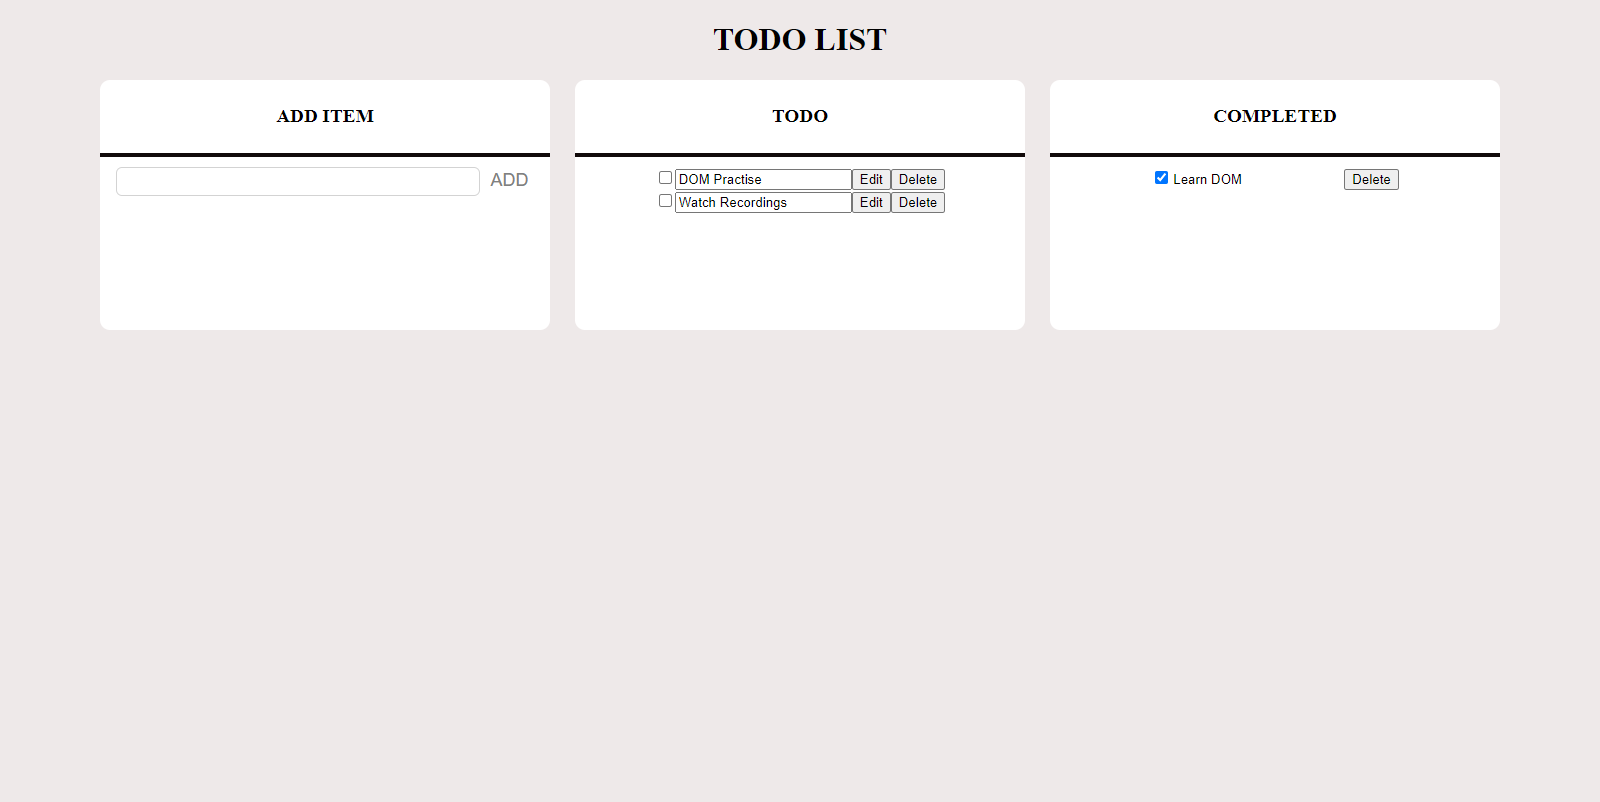 TODO LIST
ADD ITEM
ADD
TODO
DOM Practise Edit Delete
Watch Recordings Edit Delete
COMPLETED
Learn DOM Delete